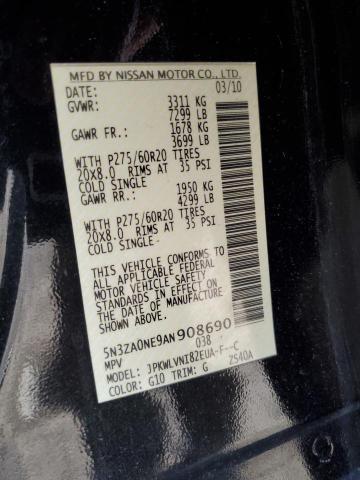 MFD BY NISSAN MOTOR CO., LTD.
DATE: 03/10
GVWR: 3311 KG
7299 LB
GAWR FR.: 1678 KG
3699 LB
WITH P275/60R20 TIRES
20X8.0 RIMS AT 35 PSI
COLD SINGLE
GAWR RR.: 1950 KG
4299 LB
WITH P275/60R20 TIRES
20X8.0 RIMS AT 35 PSI
COLD SINGLE
THIS VEHICLE CONFORMS TO
ALL APPLICABLE FEDERAL
MOTOR VEHICLE SAFETY
STANDARDS IN EFFECT ON
THE DATE OF MANUFACTURE
SHOWN ABOVE.
5N3ZA0NE9AN908690
MPV 038
MODEL: JPKWLVNI82EUA-F--C
COLOR: G10 TRIM: G ZS40A